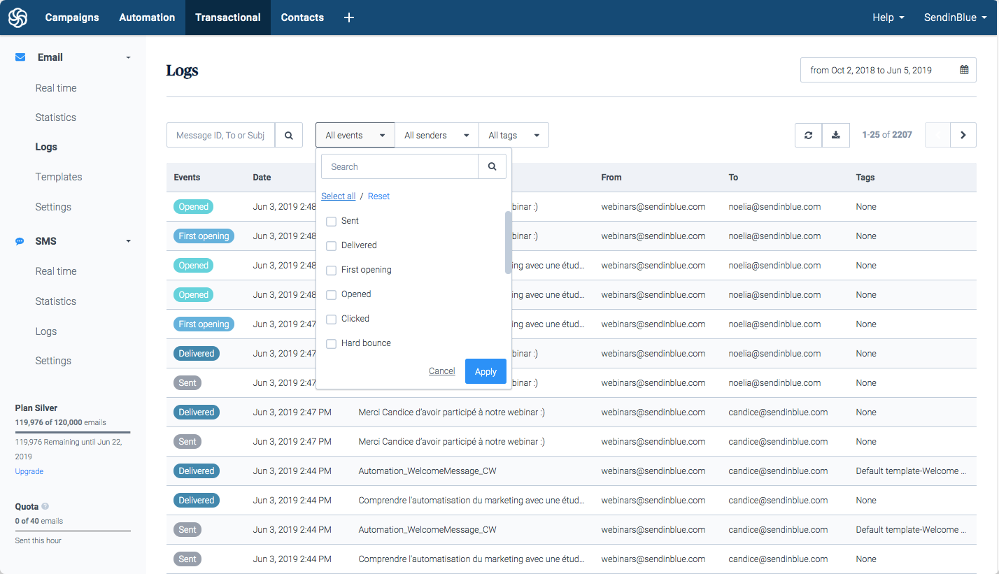 Campaigns Automation Transactional Contacts + Help SendinBlue
Email
Real time
Statistics
Logs
Templates
Settings
SMS
Real time
Statistics
Logs
Settings
Plan Silver
119,976 of 120,000 emails
119,976 Remaining until Jun 22,
2019
Upgrade
Quota ?
0 of 40 emails
Sent this hour
Logs
from Oct 2, 2018 to Jun 5, 2019
Message ID, To or Subj All events All senders All tags 1-25 of 2207
Search
Select all / Reset
Sent
Delivered
First opening
Opened
Clicked
Hard bounce
Cancel Apply
Events Date From To Tags
Opened Jun 3, 2019 2:48 binar :) webinars@sendinblue.com noelia@sendinblue.com None
First opening Jun 3, 2019 2:48 binar :) webinars@sendinblue.com noelia@sendinblue.com None
Opened Jun 3, 2019 2:48 ing avec une étud... webinars@sendinblue.com noelia@sendinblue.com None
Opened Jun 3, 2019 2:48 ing avec une étud... webinars@sendinblue.com noelia@sendinblue.com None
First opening Jun 3, 2019 2:47 ing avec une étud... webinars@sendinblue.com noelia@sendinblue.com None
Delivered Jun 3, 2019 2:47 binar :) webinars@sendinblue.com noelia@sendinblue.com None
Sent Jun 3, 2019 2:47 binar :) webinars@sendinblue.com noelia@sendinblue.com None
Delivered Jun 3, 2019 2:47 PM Merci Candice d'avoir participé à notre webinar :) webinars@sendinblue.com candice@sendinblue.com None
Sent Jun 3, 2019 2:47 PM Merci Candice d'avoir participé à notre webinar :) webinars@sendinblue.com candice@sendinblue.com None
Delivered Jun 3, 2019 2:44 PM Automation_WelcomeMessage_CW webinars@sendinblue.com candice@sendinblue.com Default template-Welcome ...
Delivered Jun 3, 2019 2:44 PM Comprendre l'automatisation du marketing avec une étud... webinars@sendinblue.com candice@sendinblue.com None
Sent Jun 3, 2019 2:44 PM Automation_WelcomeMessage_CW webinars@sendinblue.com candice@sendinblue.com Default template-Welcome ...
Sent Jun 3, 2019 2:44 PM Comprendre l'automatisation du marketing avec une étud... webinars@sendinblue.com candice@sendinblue.com None